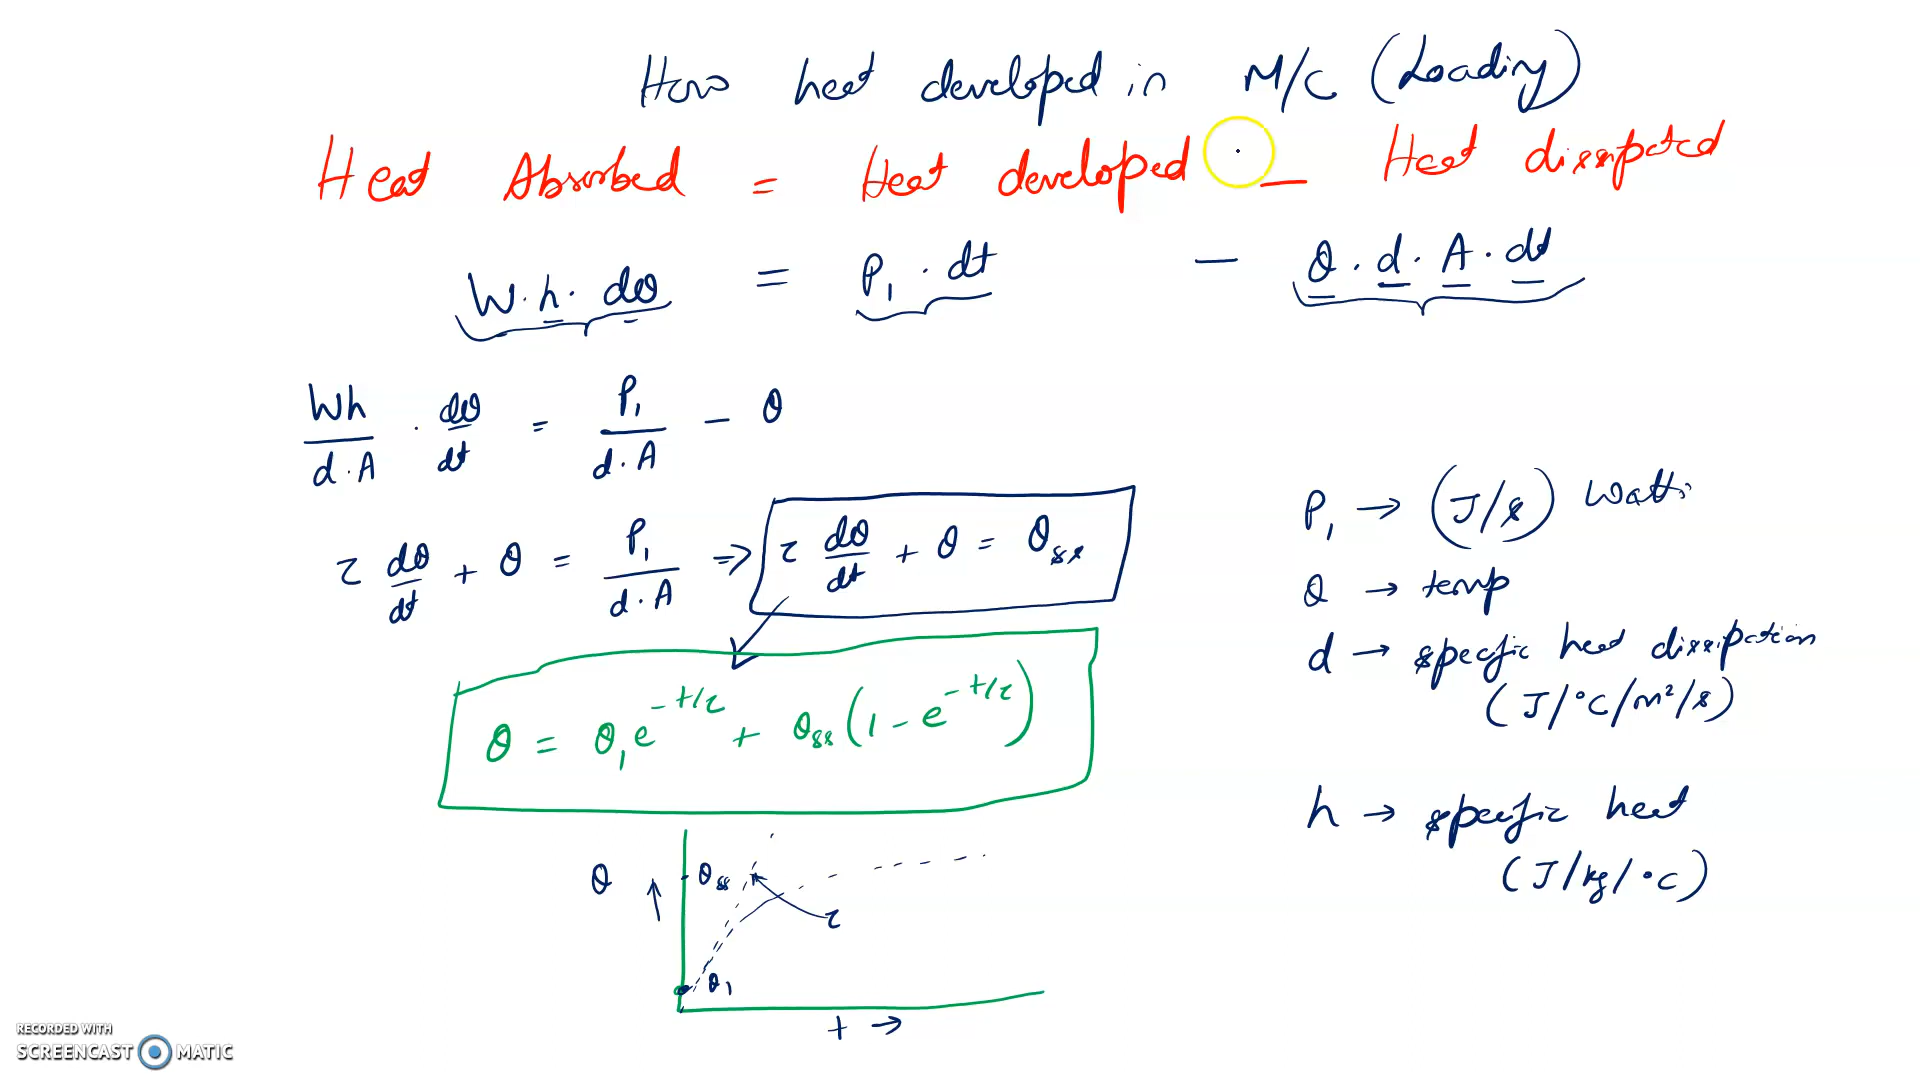 How heat developed in M/C (Loading)
Heat Absorbed = Heat developed — Heat dissipated
W · h · dθ = P₁ · dt — θ · d · A · dt
Wh/d·A · dθ/dt = P₁/d·A — θ
τ dθ/dt + θ = P₁/d·A => τ dθ/dt + θ = θss
θ = θ₁e^(-t/τ) + θss(1 - e^(-t/τ))
θ ↑ θss
τ
θ₁
t →
P₁ → (J/s) watts
θ → temp
d → specific heat dissipation
(J/°C/m²/s)
h → specific heat
(J/kg/°C)
RECORDED WITH
SCREENCAST MATIC